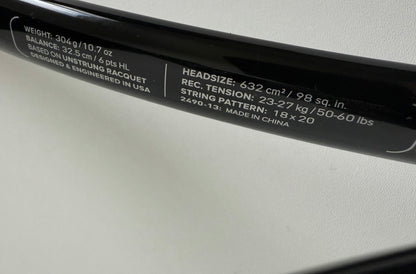 WEIGHT: 304 g / 10.7 oz
BALANCE: 32.5 cm / 6 pts HL
BASED ON UNSTRUNG RACQUET
DESIGNED & ENGINEERED IN USA
HEADSIZE: 632 cm² / 98 sq. in.
REC. TENSION: 23-27 kg / 50-60 lbs
STRING PATTERN: 18 x 20
2690-13: MADE IN CHINA